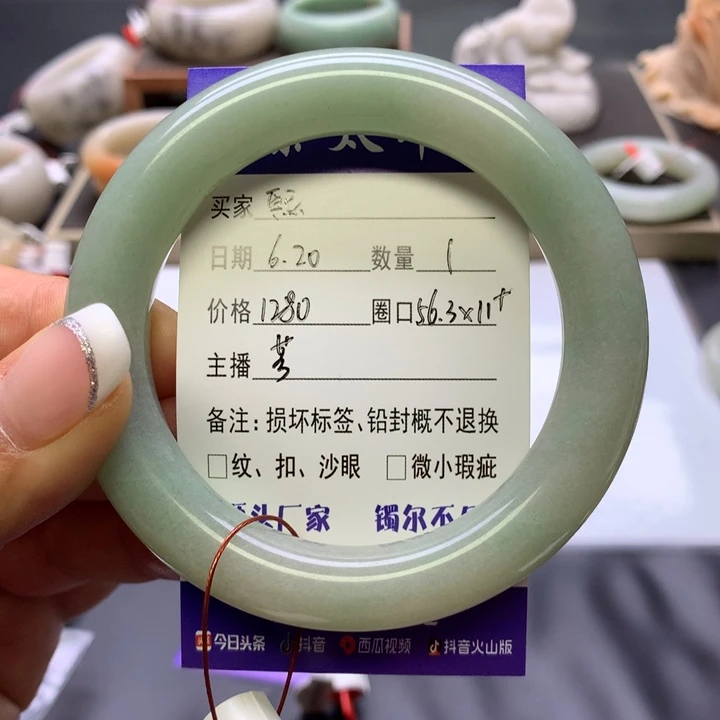 买家
日期 6.20 数量 1
价格 1280 圈口 56.3×11+
主播
备注：损坏标签、铅封概不退换
□纹、扣、沙眼 □微小瑕疵
头厂家 镯尔不
今日头条 抖音 西瓜视频 抖音火山版